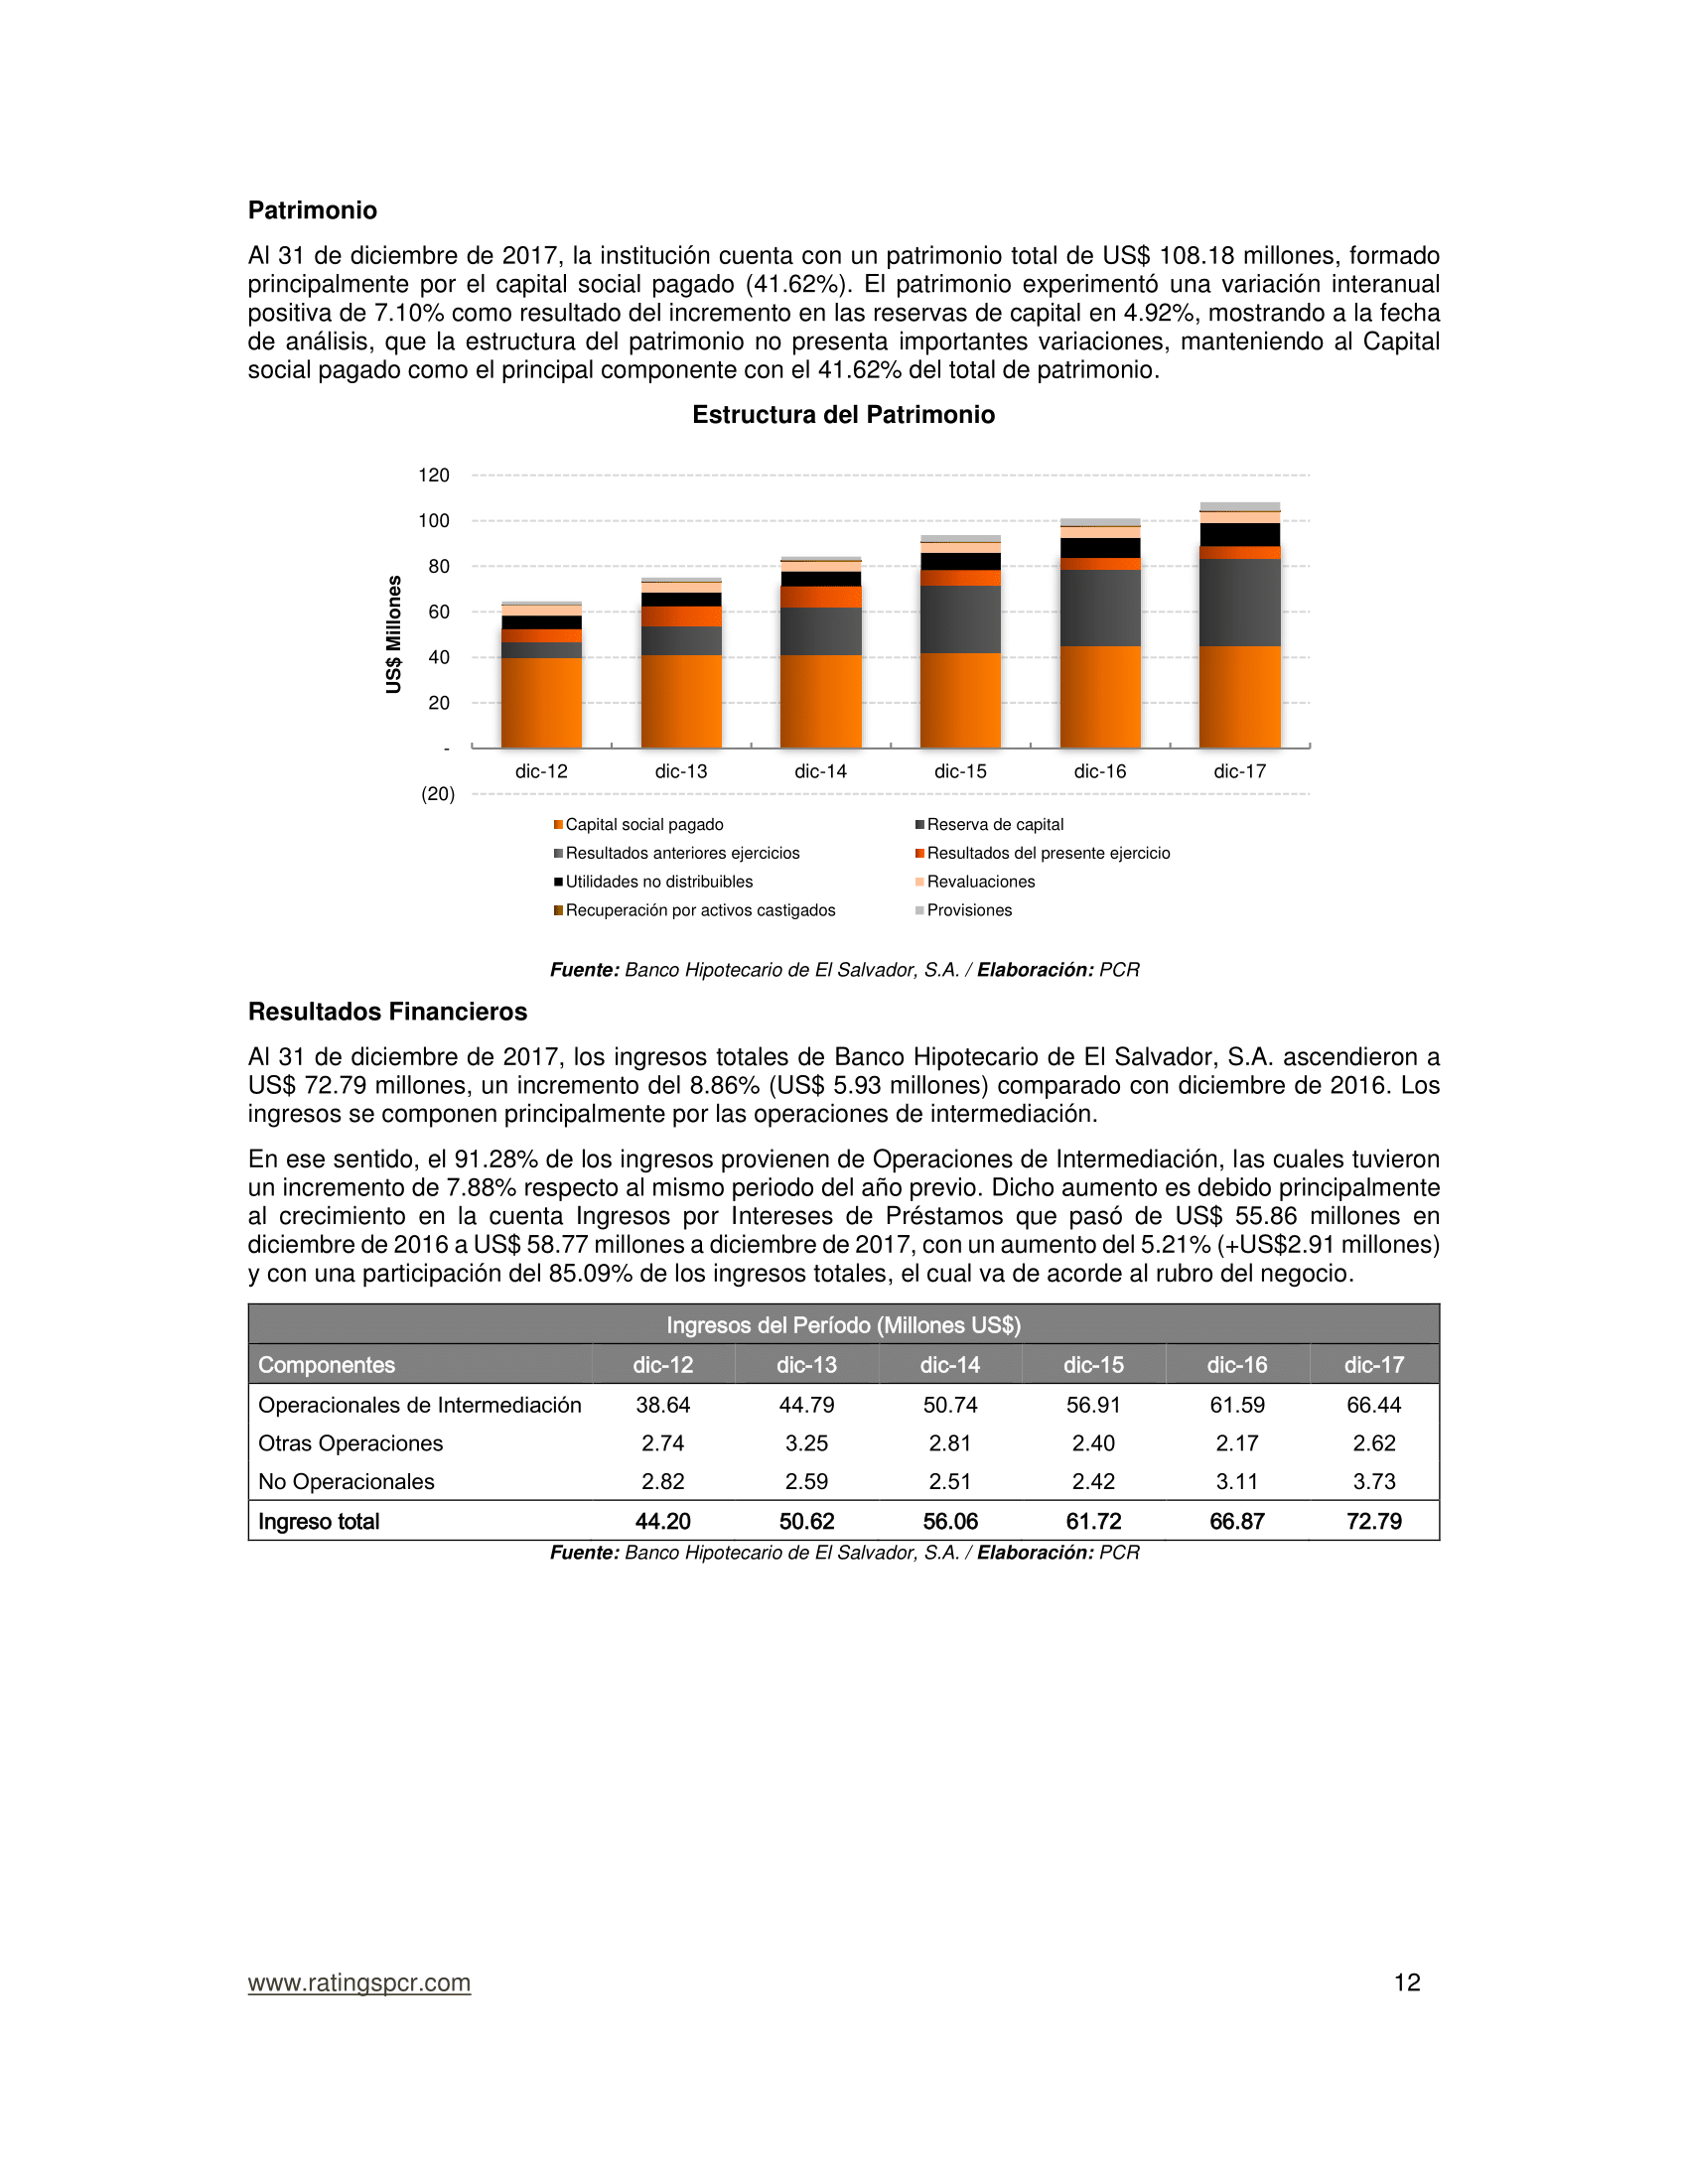 Patrimonio
Al 31 de diciembre de 2017, la institución cuenta con un patrimonio total de US$ 108.18 millones, formado
principalmente por el capital social pagado (41.62%). El patrimonio experimentó una variación interanual
positiva de 7.10% como resultado del incremento en las reservas de capital en 4.92%, mostrando a la fecha
de análisis, que la estructura del patrimonio no presenta importantes variaciones, manteniendo al Capital
social pagado como el principal componente con el 41.62% del total de patrimonio.
Estructura del Patrimonio
US$ Millones
120
100
80
60
40
20
-
(20)
dic-12 dic-13 dic-14 dic-15 dic-16 dic-17
Capital social pagado Reserva de capital
Resultados anteriores ejercicios Resultados del presente ejercicio
Utilidades no distribuibles Revaluaciones
Recuperación por activos castigados Provisiones
Fuente: Banco Hipotecario de El Salvador, S.A. / Elaboración: PCR
Resultados Financieros
Al 31 de diciembre de 2017, los ingresos totales de Banco Hipotecario de El Salvador, S.A. ascendieron a
US$ 72.79 millones, un incremento del 8.86% (US$ 5.93 millones) comparado con diciembre de 2016. Los
ingresos se componen principalmente por las operaciones de intermediación.
En ese sentido, el 91.28% de los ingresos provienen de Operaciones de Intermediación, las cuales tuvieron
un incremento de 7.88% respecto al mismo periodo del año previo. Dicho aumento es debido principalmente
al crecimiento en la cuenta Ingresos por Intereses de Préstamos que pasó de US$ 55.86 millones en
diciembre de 2016 a US$ 58.77 millones a diciembre de 2017, con un aumento del 5.21% (+US$2.91 millones)
y con una participación del 85.09% de los ingresos totales, el cual va de acorde al rubro del negocio.
Ingresos del Período (Millones US$)
Componentes dic-12 dic-13 dic-14 dic-15 dic-16 dic-17
Operacionales de Intermediación 38.64 44.79 50.74 56.91 61.59 66.44
Otras Operaciones 2.74 3.25 2.81 2.40 2.17 2.62
No Operacionales 2.82 2.59 2.51 2.42 3.11 3.73
Ingreso total 44.20 50.62 56.06 61.72 66.87 72.79
Fuente: Banco Hipotecario de El Salvador, S.A. / Elaboración: PCR
www.ratingspcr.com 12